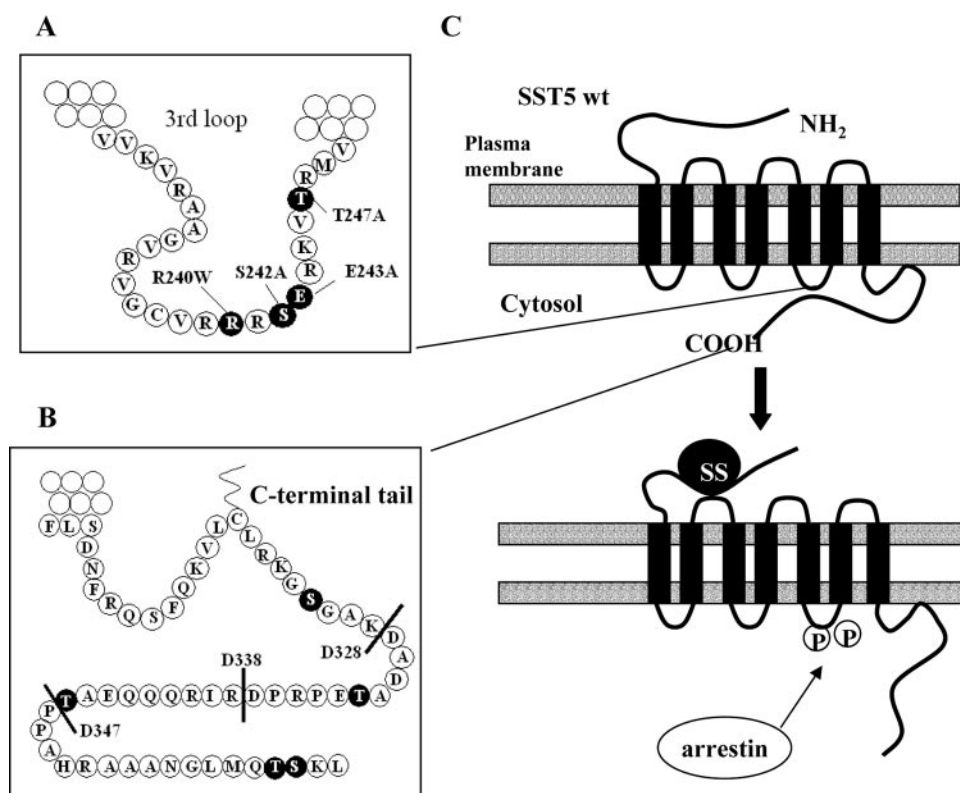 A
3rd loop
V V K V R A A G V R V G C V R R R S E R K V T R M V
T247A
R240W
S242A
E243A
B
C-terminal tail
F L S D N F R Q S F Q K V L C L R K G S G A K D A D
D328
D338
T A E Q Q Q R I R D P R P E T A
D347
P P A
H R A A A N G L M Q T S K L
C
SST5 wt
NH2
Plasma
membrane
Cytosol
COOH
SS
P P
arrestin